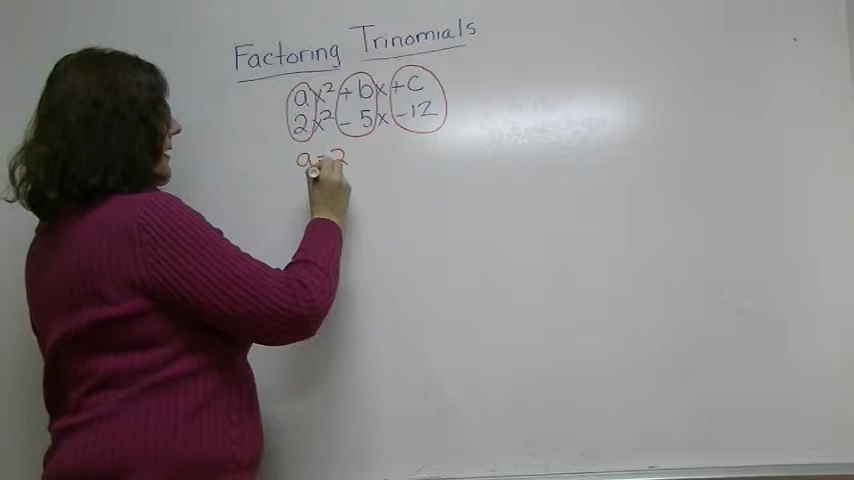 Factoring Trinomials
ax² + bx + c
2x² - 5x - 12
a = 2